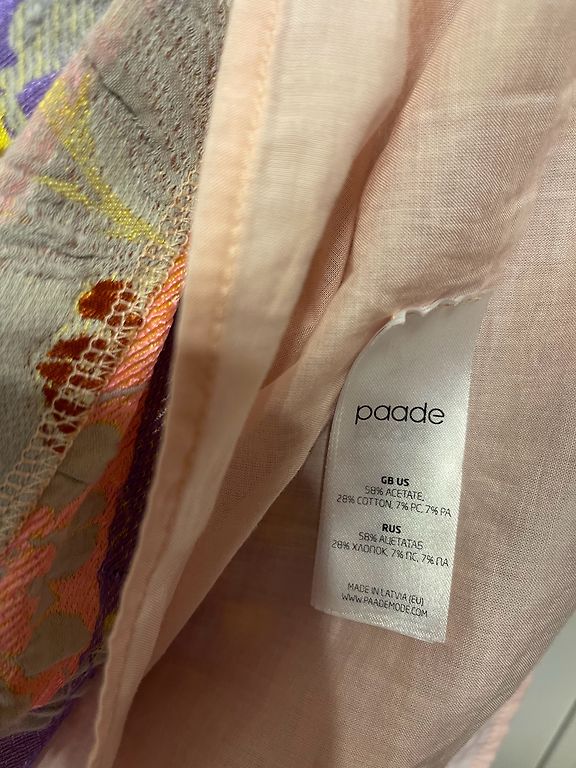 paade
GB US
58% ACETATE,
28% COTTON, 7% PC, 7% PA
RUS
58% АЦЕТАТАS
28% ХЛОПОК, 7% ПС, 7% ПА
MADE IN LATVIA (EU)
WWW.PAADEMODE.COM